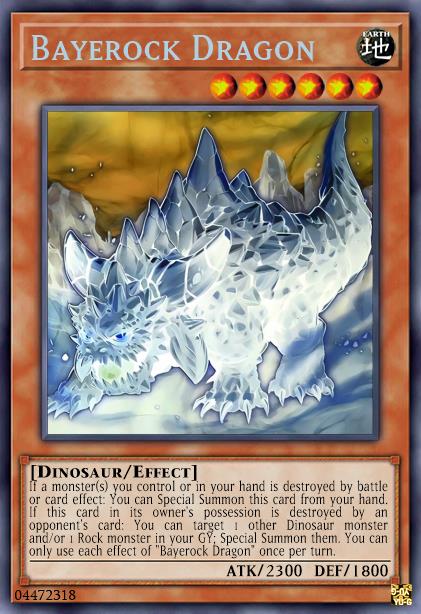 BAYEROCK DRAGON
EARTH
地
[DINOSAUR/EFFECT]
If a monster(s) you control or in your hand is destroyed by battle
or card effect: You can Special Summon this card from your hand.
If this card in its owner's possession is destroyed by an
opponent's card: You can target 1 other Dinosaur monster
and/or 1 Rock monster in your GY; Special Summon them. You can
only use each effect of "Bayerock Dragon" once per turn.
ATK/2300 DEF/1800
04472318